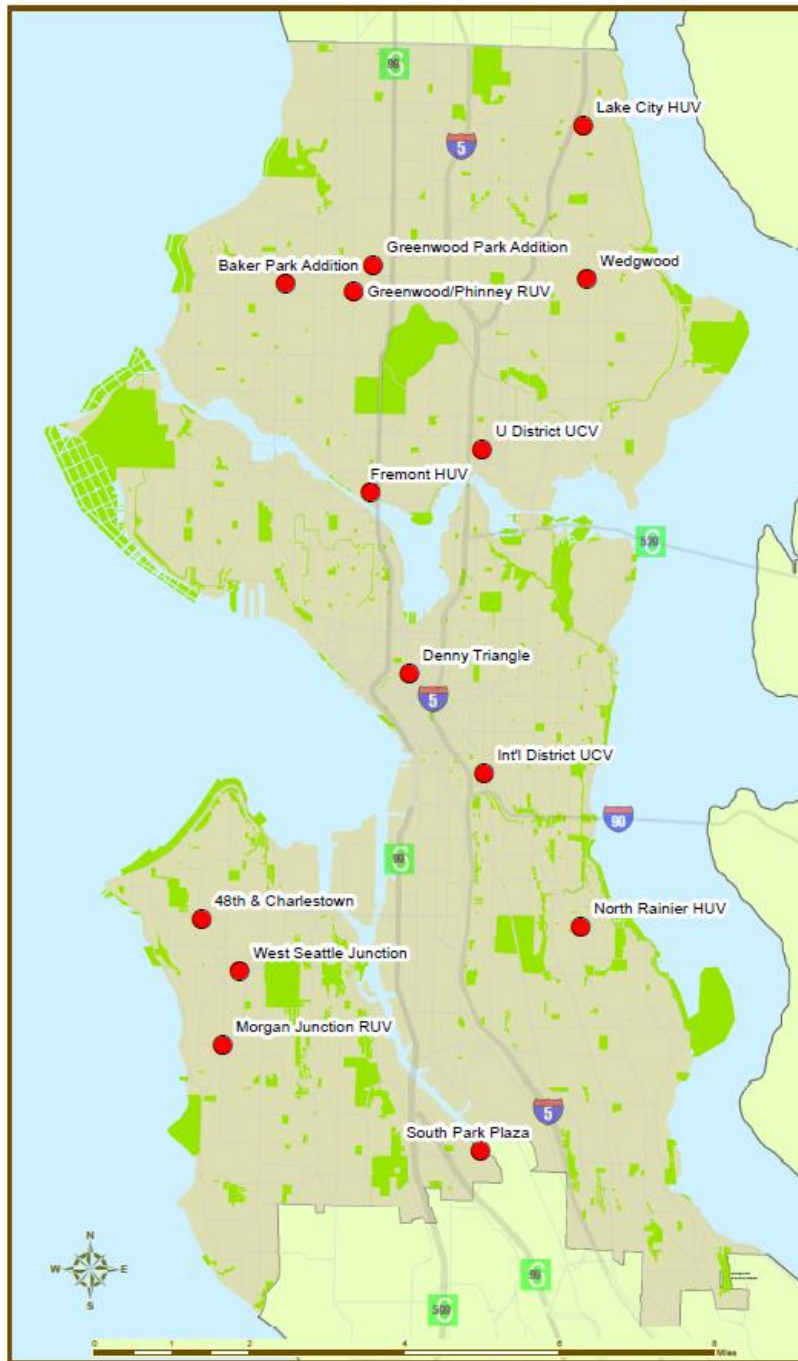 99
Lake City HUV
5
Greenwood Park Addition
Baker Park Addition
Wedgwood
Greenwood/Phinney RUV
U District UCV
Fremont HUV
520
Denny Triangle
5
Int'l District UCV
90
99
48th & Charlestown
North Rainier HUV
West Seattle Junction
Morgan Junction RUV
5
South Park Plaza
N
W E
S
99
509
0 1 2 4 6 8
Miles